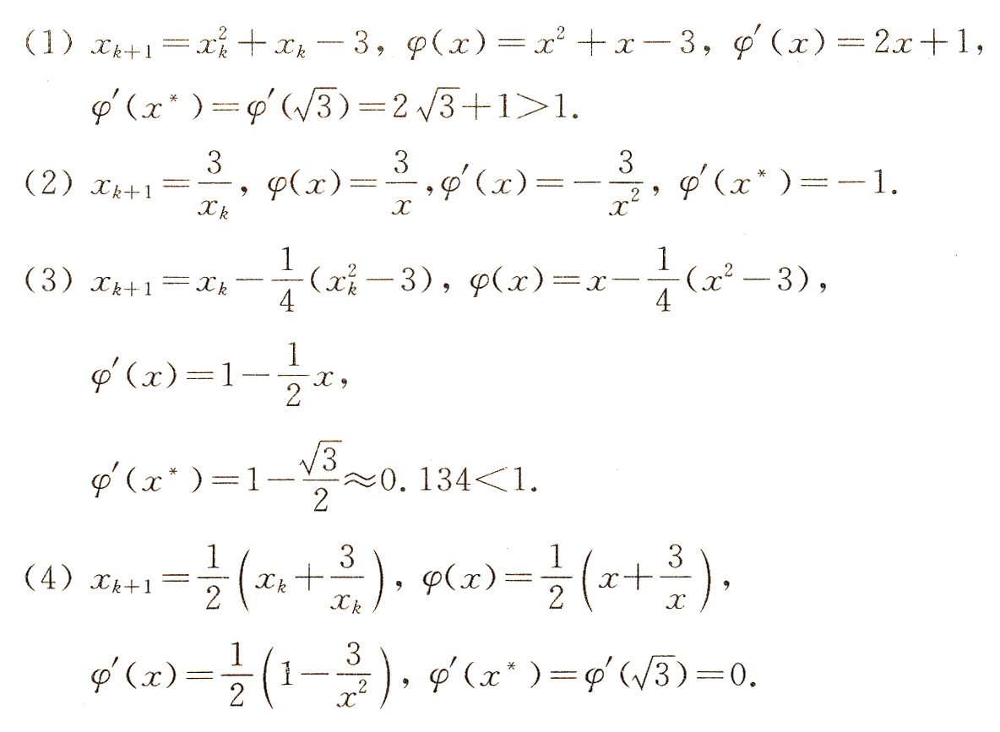 (1) $x_{k+1}=x_k^2+x_k-3$, $\varphi(x)=x^2+x-3$, $\varphi'(x)=2x+1$,
$\varphi'(x^*)=\varphi'(\sqrt{3})=2\sqrt{3}+1>1$.
(2) $x_{k+1}=\frac{3}{x_k}$, $\varphi(x)=\frac{3}{x}$, $\varphi'(x)=-\frac{3}{x^2}$, $\varphi'(x^*)=-1$.
(3) $x_{k+1}=x_k-\frac{1}{4}(x_k^2-3)$, $\varphi(x)=x-\frac{1}{4}(x^2-3)$,
$\varphi'(x)=1-\frac{1}{2}x$,
$\varphi'(x^*)=1-\frac{\sqrt{3}}{2}\approx 0.134<1$.
(4) $x_{k+1}=\frac{1}{2}\left(x_k+\frac{3}{x_k}\right)$, $\varphi(x)=\frac{1}{2}\left(x+\frac{3}{x}\right)$,
$\varphi'(x)=\frac{1}{2}\left(1-\frac{3}{x^2}\right)$, $\varphi'(x^*)=\varphi'(\sqrt{3})=0$.